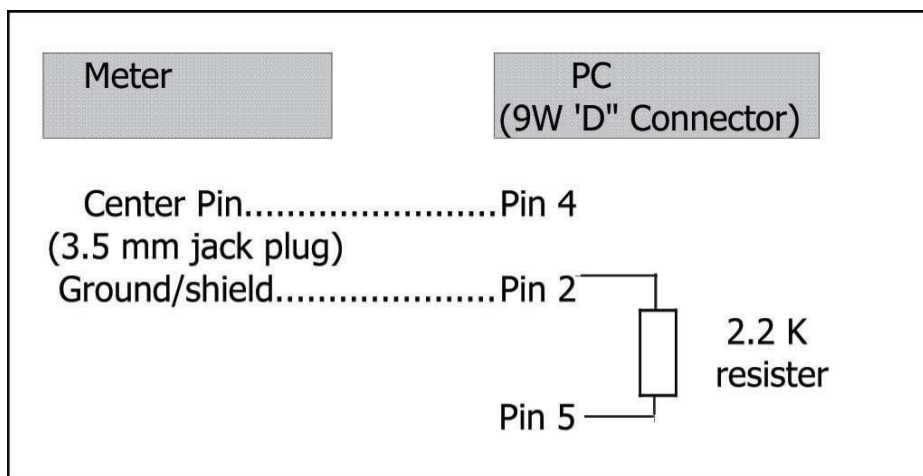 Meter
PC
(9W 'D" Connector)
Center Pin........................Pin 4
(3.5 mm jack plug)
Ground/shield.....................Pin 2
2.2 K
resister
Pin 5